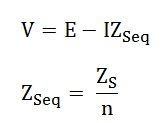 V = E − IZ_Seq
Z_Seq = Z_S / n